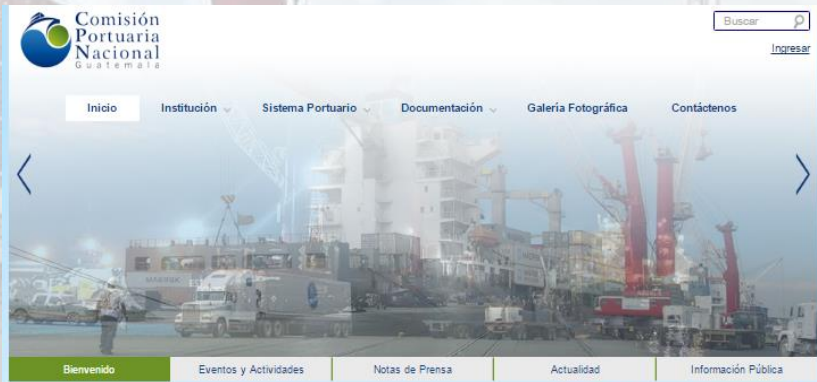 Comisión
Portuaria
Nacional
Guatemala
Buscar
Ingresar
Inicio
Institución
Sistema Portuario
Documentación
Galería Fotográfica
Contáctenos
Bienvenido
Eventos y Actividades
Notas de Prensa
Actualidad
Información Pública